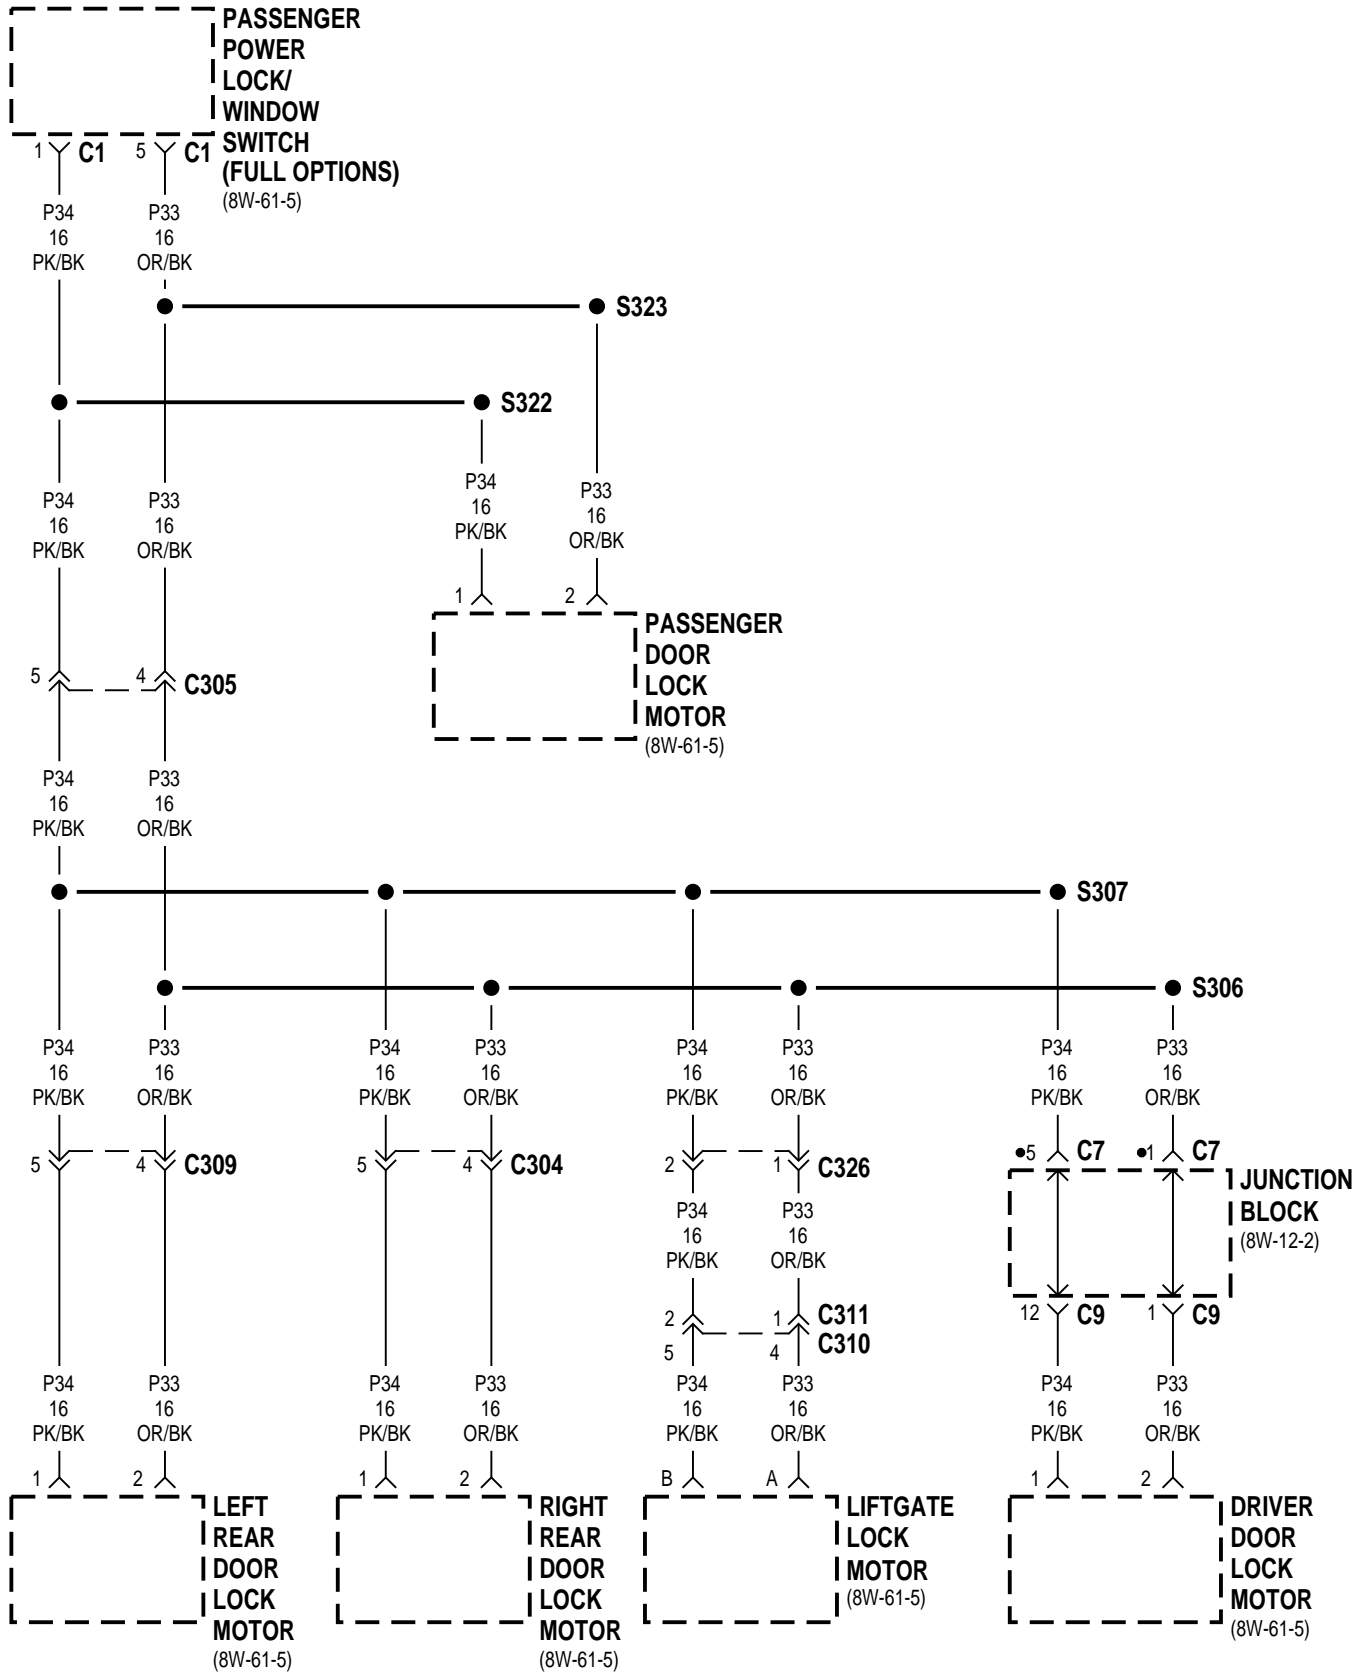 PASSENGER
POWER
LOCK/
WINDOW
SWITCH
(FULL OPTIONS)
(8W-61-5)
1 C1 5 C1
P34 P33
16 16
PK/BK OR/BK
S323
S322
P34 P33 P34 P33
16 16 16 16
PK/BK OR/BK PK/BK OR/BK
1 2
PASSENGER
DOOR
LOCK
MOTOR
(8W-61-5)
5 4 C305
P34 P33
16 16
PK/BK OR/BK
S307
S306
P34 P33 P34 P33 P34 P33 P34 P33
16 16 16 16 16 16 16 16
PK/BK OR/BK PK/BK OR/BK PK/BK OR/BK PK/BK OR/BK
5 4 C309 5 4 C304 2 1 C326 •5 C7 •1 C7
JUNCTION
BLOCK
(8W-12-2)
P34 P33
16 16
PK/BK OR/BK
2 1 C311
5 4 C310
12 C9 1 C9
P34 P33 P34 P33 P34 P33 P34 P33
16 16 16 16 16 16 16 16
PK/BK OR/BK PK/BK OR/BK PK/BK OR/BK PK/BK OR/BK
1 2 1 2 B A 1 2
LEFT
REAR
DOOR
LOCK
MOTOR
(8W-61-5)
RIGHT
REAR
DOOR
LOCK
MOTOR
(8W-61-5)
LIFTGATE
LOCK
MOTOR
(8W-61-5)
DRIVER
DOOR
LOCK
MOTOR
(8W-61-5)